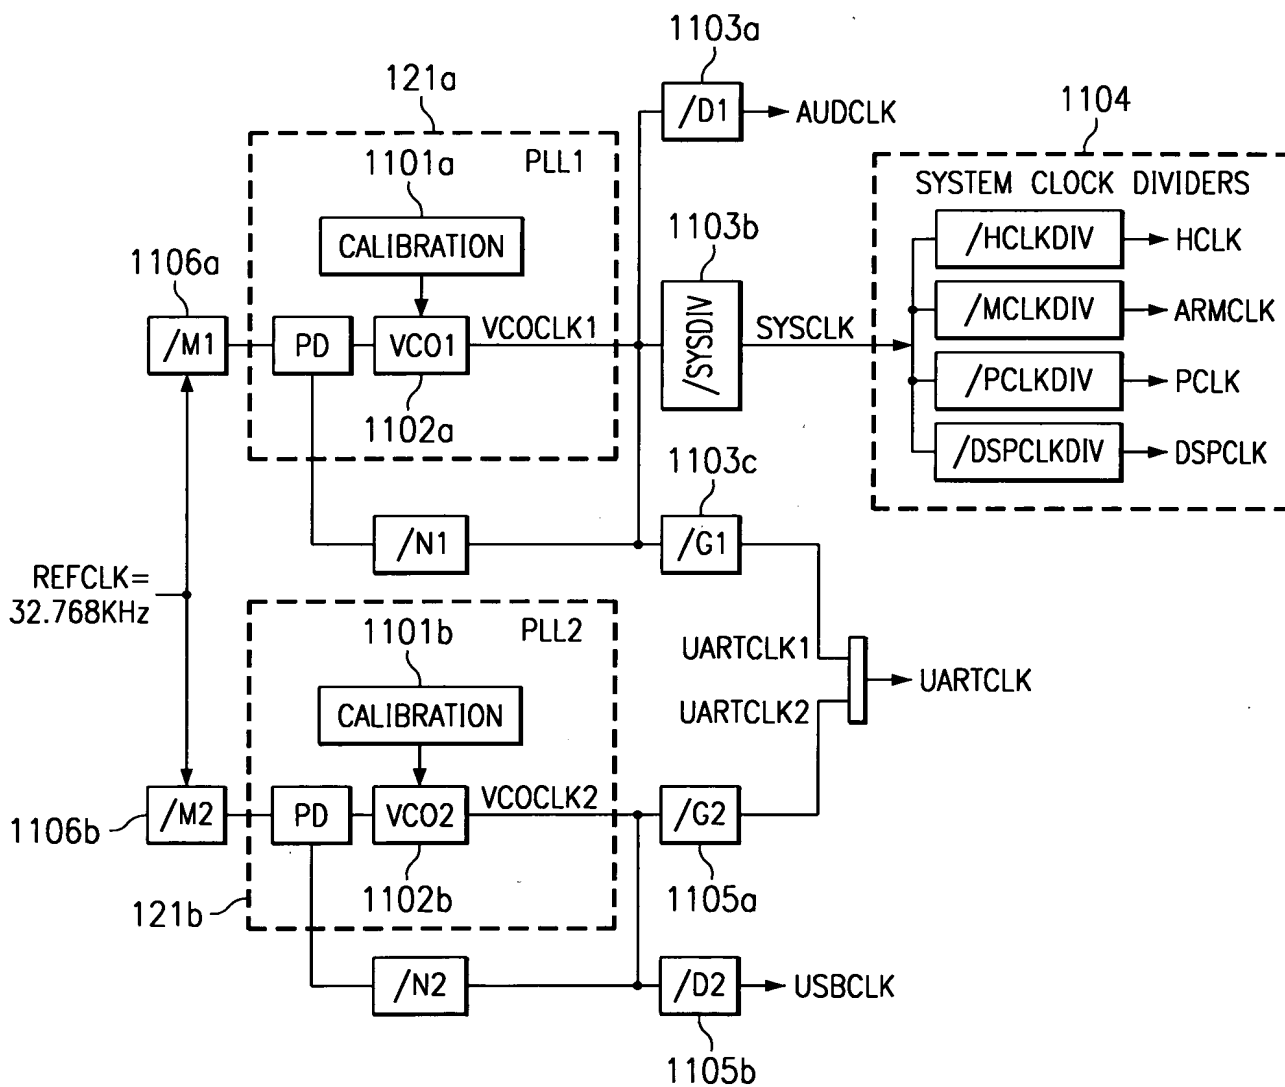 1103a
121a
/D1
AUDCLK
1104
PLL1
1101a
SYSTEM CLOCK DIVIDERS
CALIBRATION
1103b
/HCLKDIV
HCLK
1106a
/M1
PD
VCO1
VCOCLK1
/SYSDIV
SYSCLK
/MCLKDIV
ARMCLK
/PCLKDIV
PCLK
1102a
1103c
/DSPCLKDIV
DSPCLK
/N1
/G1
REFCLK=
32.768KHz
1101b
PLL2
UARTCLK1
UARTCLK
UARTCLK2
CALIBRATION
/M2
PD
VCO2
VCOCLK2
/G2
1106b
1102b
1105a
121b
/N2
/D2
USBCLK
1105b